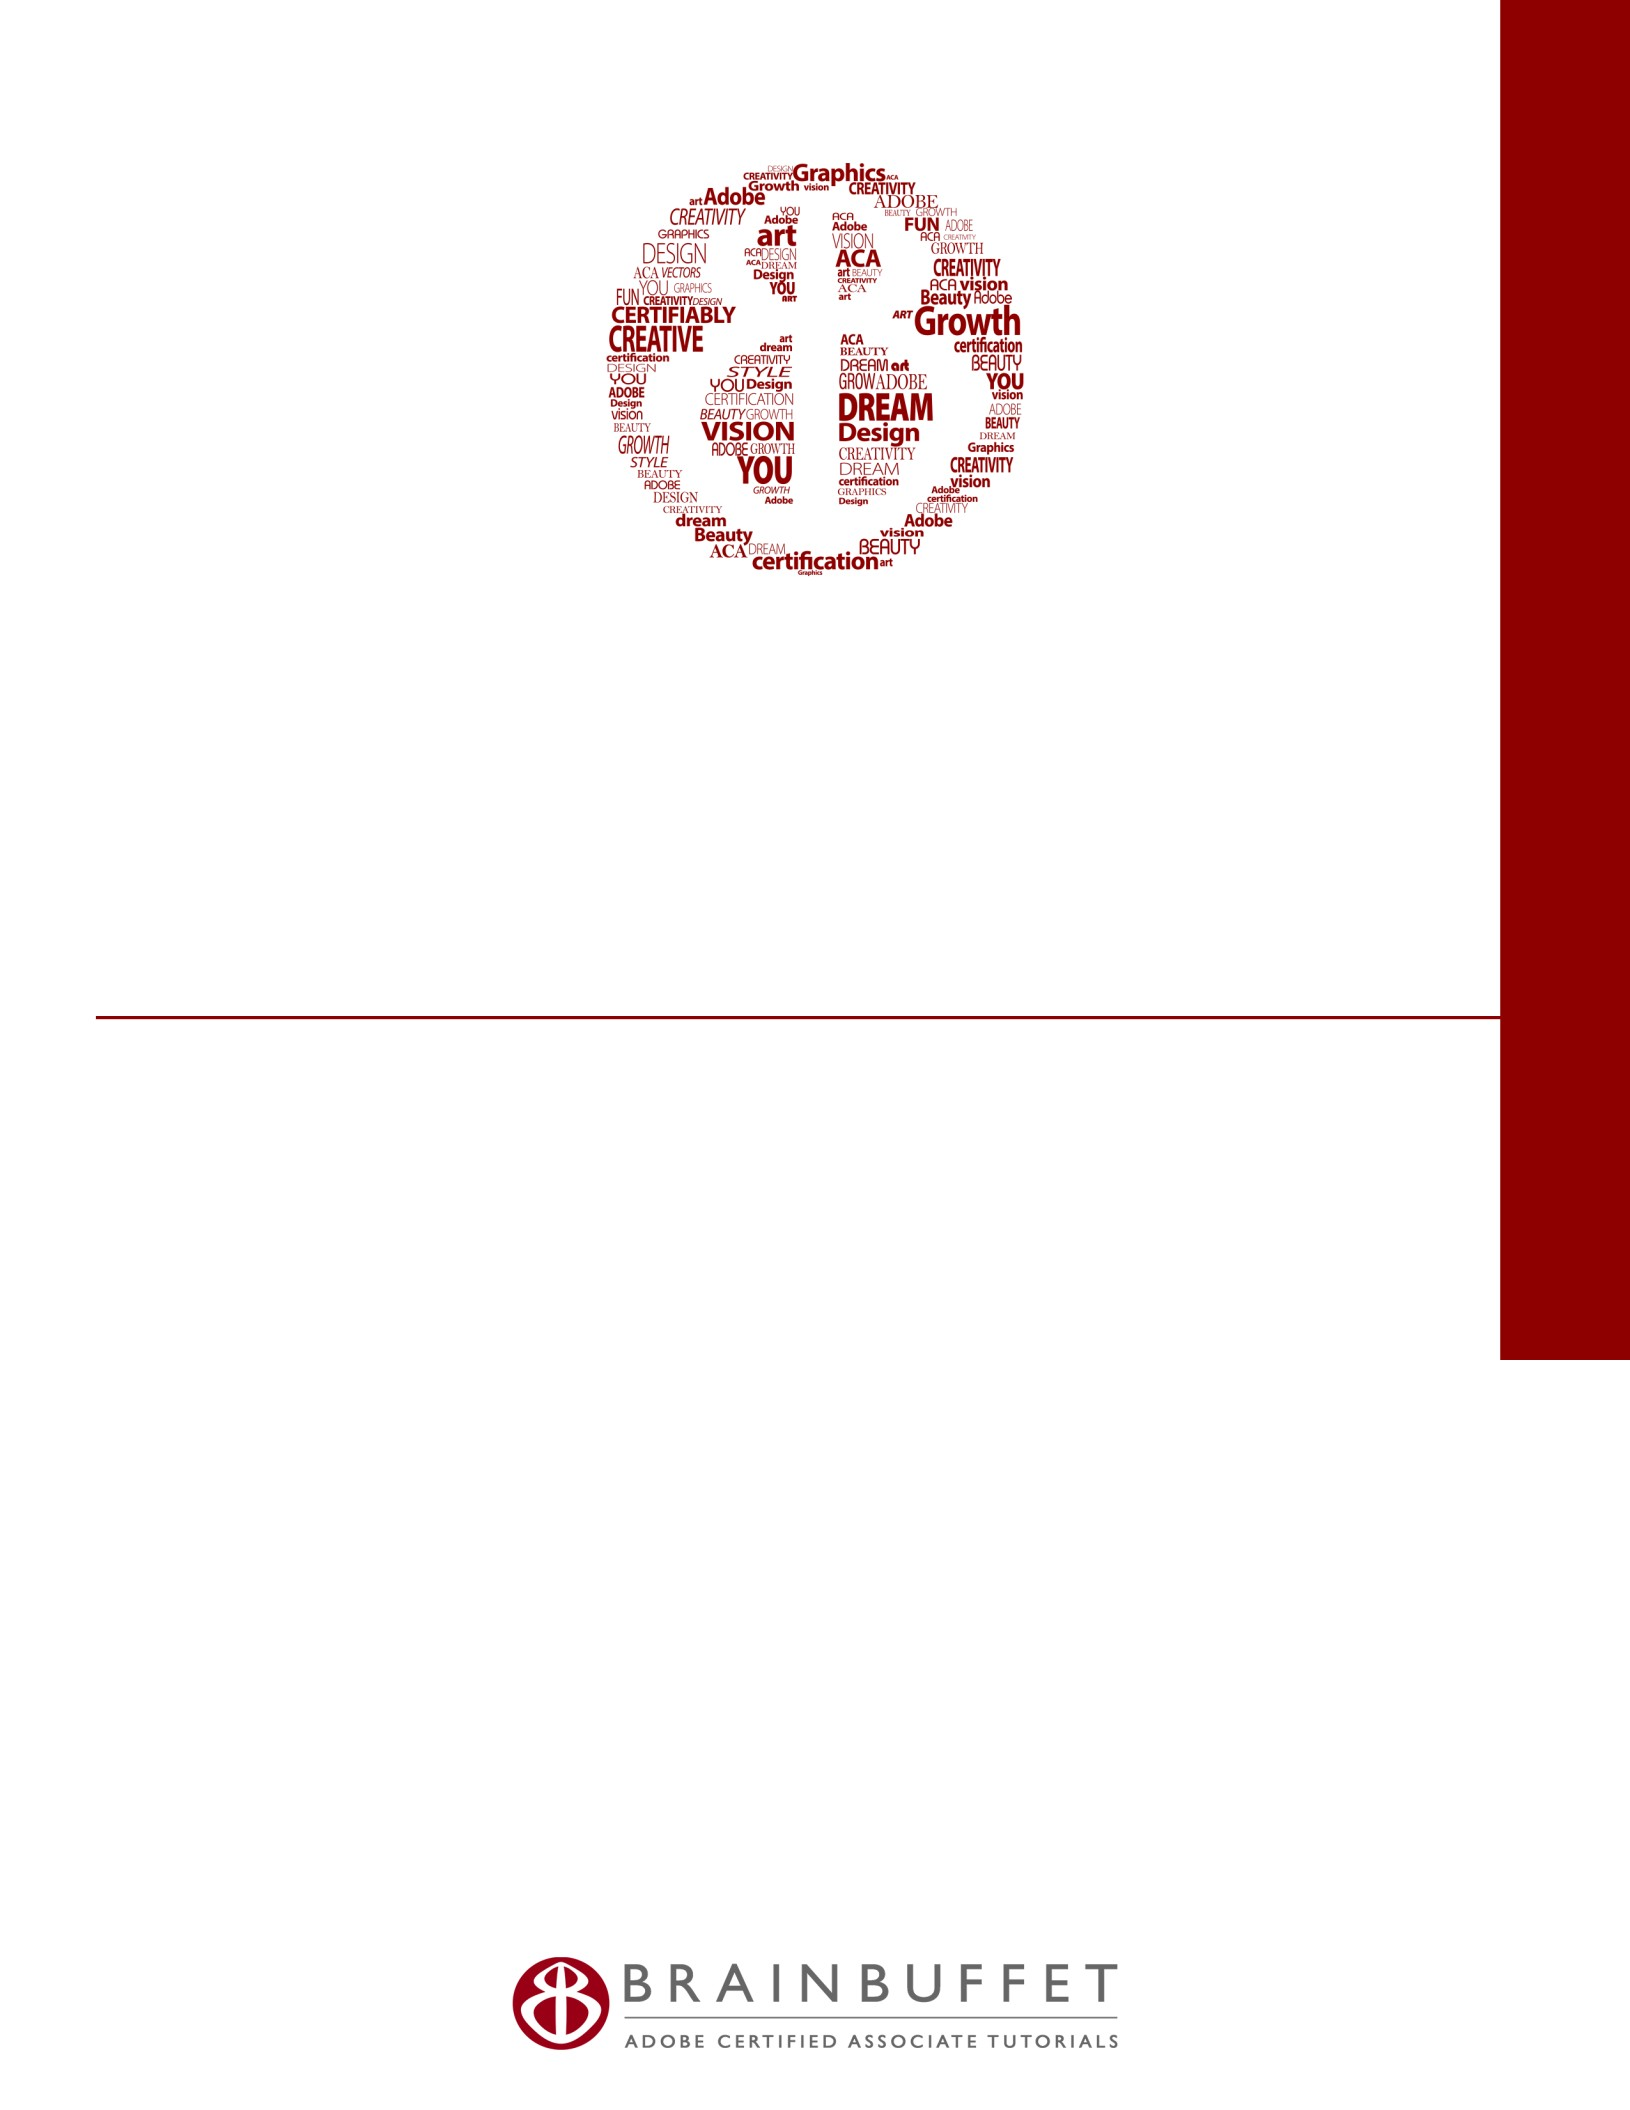 DESIGN
CREATIVITY Graphics ACA
Growth vision CREATIVITY
art Adobe ADOBE
CREATIVITY YOU ACA BEAUTY GROWTH
Adobe Adobe FUN ADOBE
GRAPHICS art VISION ACA CREATIVITY
DESIGN ACA DESIGN ACA GROWTH
ACA VECTORS ACA DREAM art BEAUTY CREATIVITY
YOU GRAPHICS Design CREATIVITY ACA vision
FUN CREATIVITY DESIGN YOU ACA Beauty Adobe
ART art
CERTIFIABLY ART Growth
CREATIVE art ACA certification
certification dream BEAUTY BEAUTY
DESIGN CREATIVITY DREAM art
YOU STYLE GROW ADOBE YOU
ADOBE YOU Design DREAM vision
Design CERTIFICATION ADOBE
vision BEAUTY GROWTH BEAUTY
BEAUTY VISION Design DREAM
GROWTH ADOBE GROWTH CREATIVITY Graphics
STYLE YOU DREAM CREATIVITY
BEAUTY certification vision
ADOBE GROWTH GRAPHICS Adobe
DESIGN Adobe Design certification
CREATIVITY CREATIVITY
dream Adobe
Beauty vision
ACA DREAM BEAUTY
certification art
Graphics
BRAINBUFFET
ADOBE CERTIFIED ASSOCIATE TUTORIALS